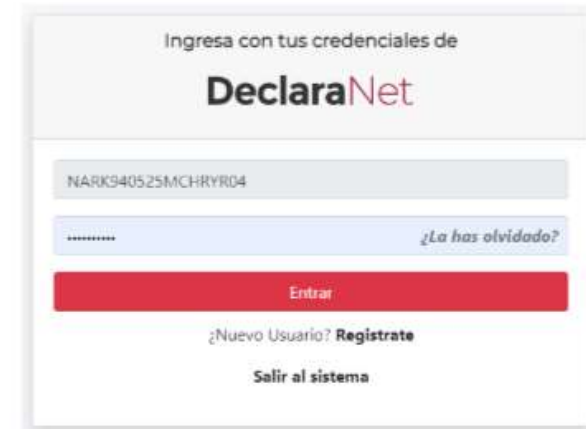 Ingresa con tus credenciales de
DeclaraNet
NARK940525MCHRYR04
..........
¿La has olvidado?
Entrar
¿Nuevo Usuario? Registrate
Salir al sistema